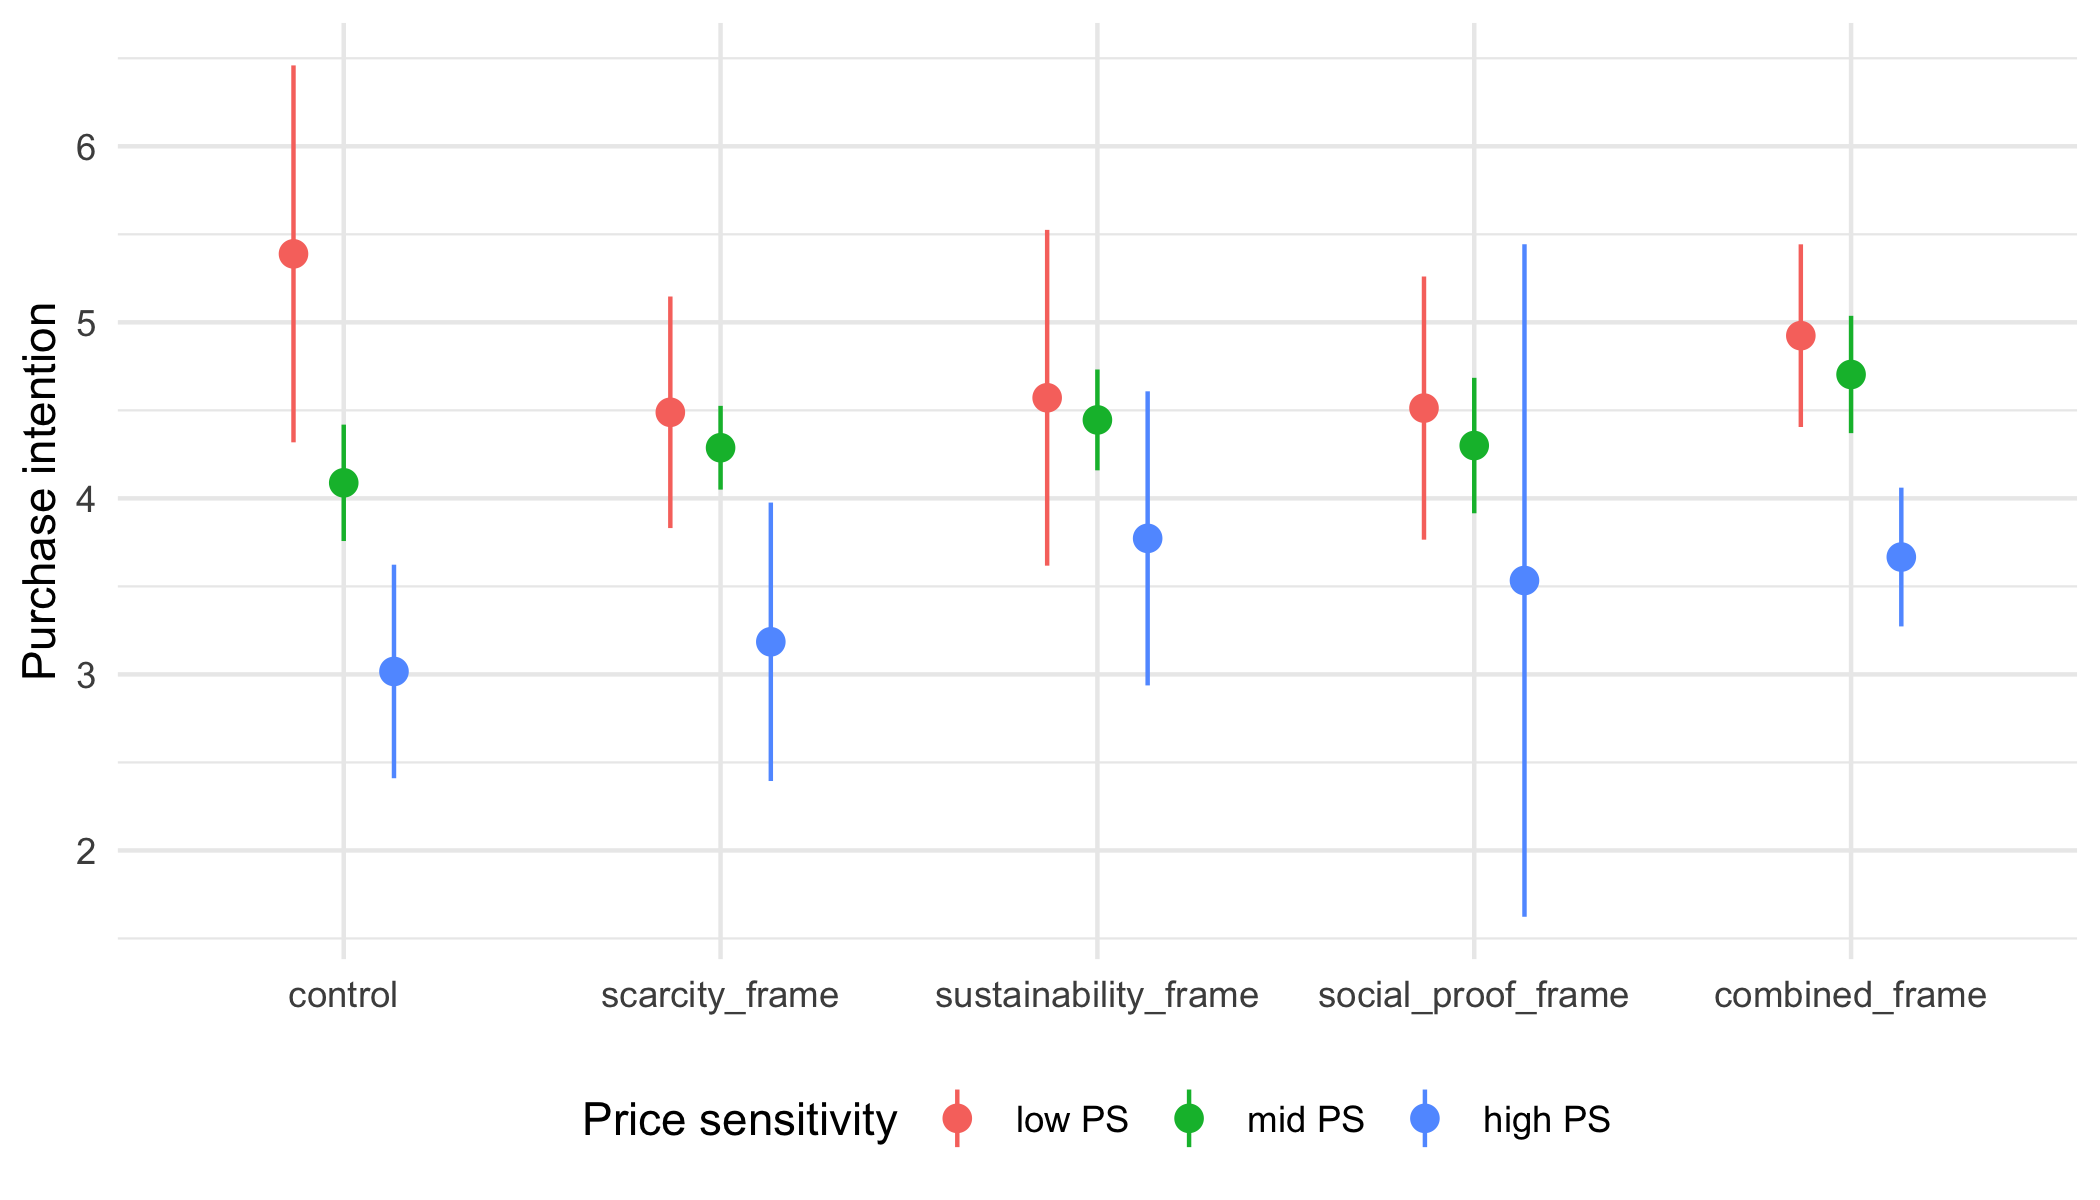 Purchase intention
6
5
4
3
2
control scarcity_frame sustainability_frame social_proof_frame combined_frame
Price sensitivity low PS mid PS high PS